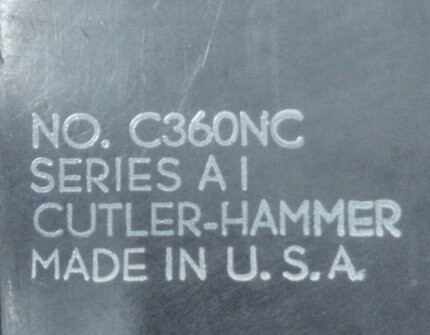 NO. C360NC
SERIES A1
CUTLER-HAMMER
MADE IN U.S.A.